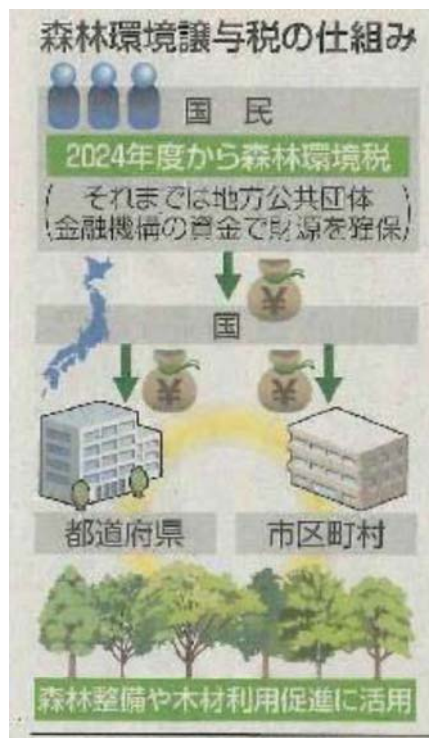 森林環境譲与税の仕組み
国 民
2024年度から森林環境税
(それまでは地方公共団体
金融機構の資金で財源を確保)
国
都道府県
市区町村
森林整備や木材利用促進に活用